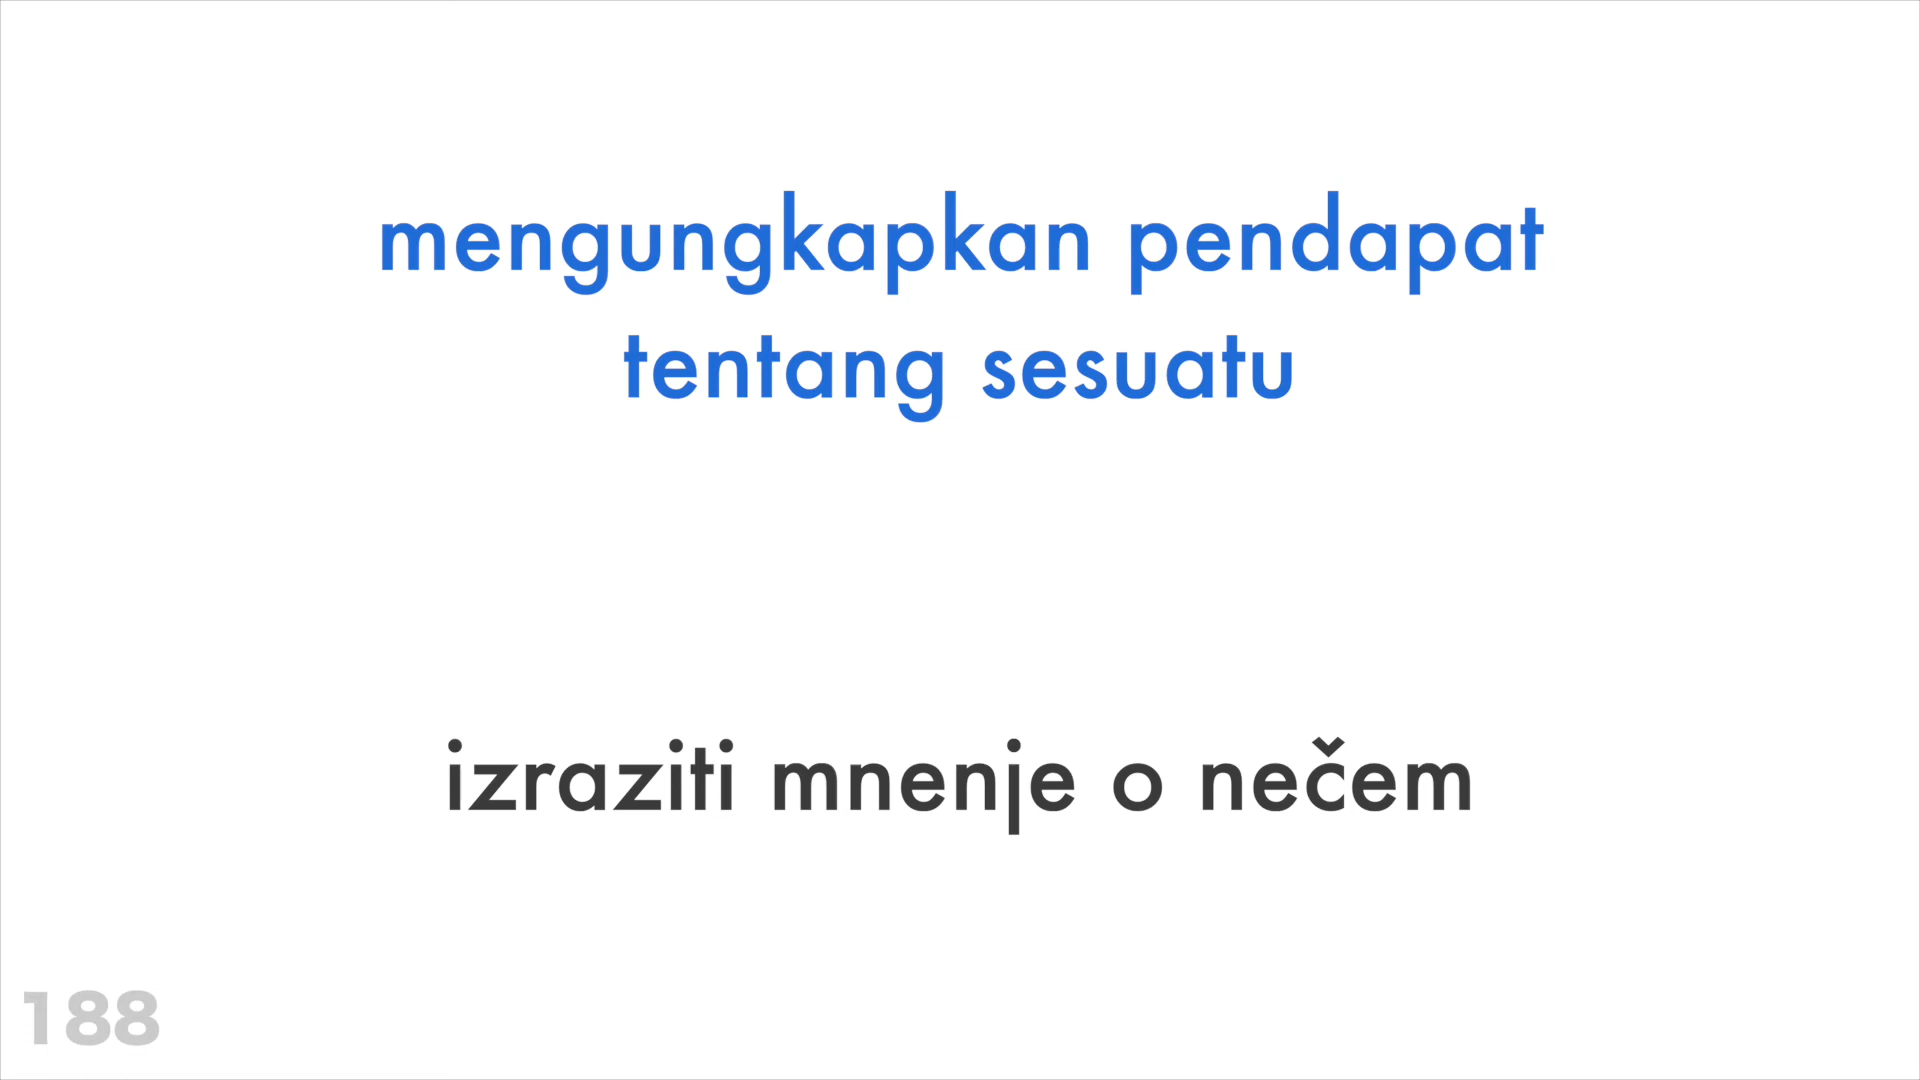 mengungkapkan pendapat
tentang sesuatu
izraziti mnenje o nečem
188